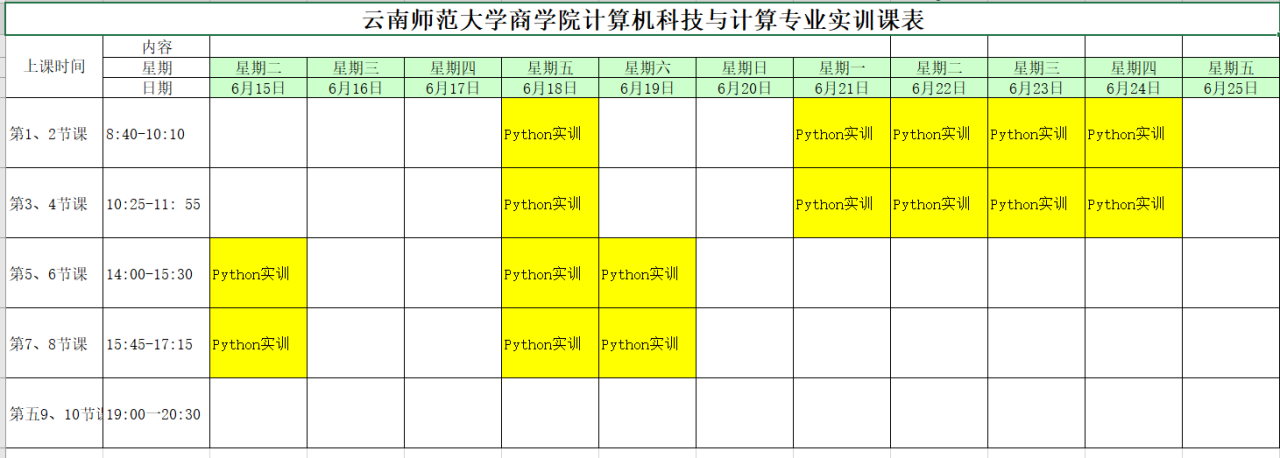 云南师范大学商学院计算机科技与计算专业实训课表
上课时间 内容
星期 星期二 星期三 星期四 星期五 星期六 星期日 星期一 星期二 星期三 星期四 星期五
日期 6月15日 6月16日 6月17日 6月18日 6月19日 6月20日 6月21日 6月22日 6月23日 6月24日 6月25日
第1、2节课 8:40-10:10 Python实训 Python实训 Python实训 Python实训 Python实训
第3、4节课 10:25-11: 55 Python实训 Python实训 Python实训 Python实训 Python实训
第5、6节课 14:00-15:30 Python实训 Python实训 Python实训
第7、8节课 15:45-17:15 Python实训 Python实训 Python实训
第五9、10节 19:00一20:30